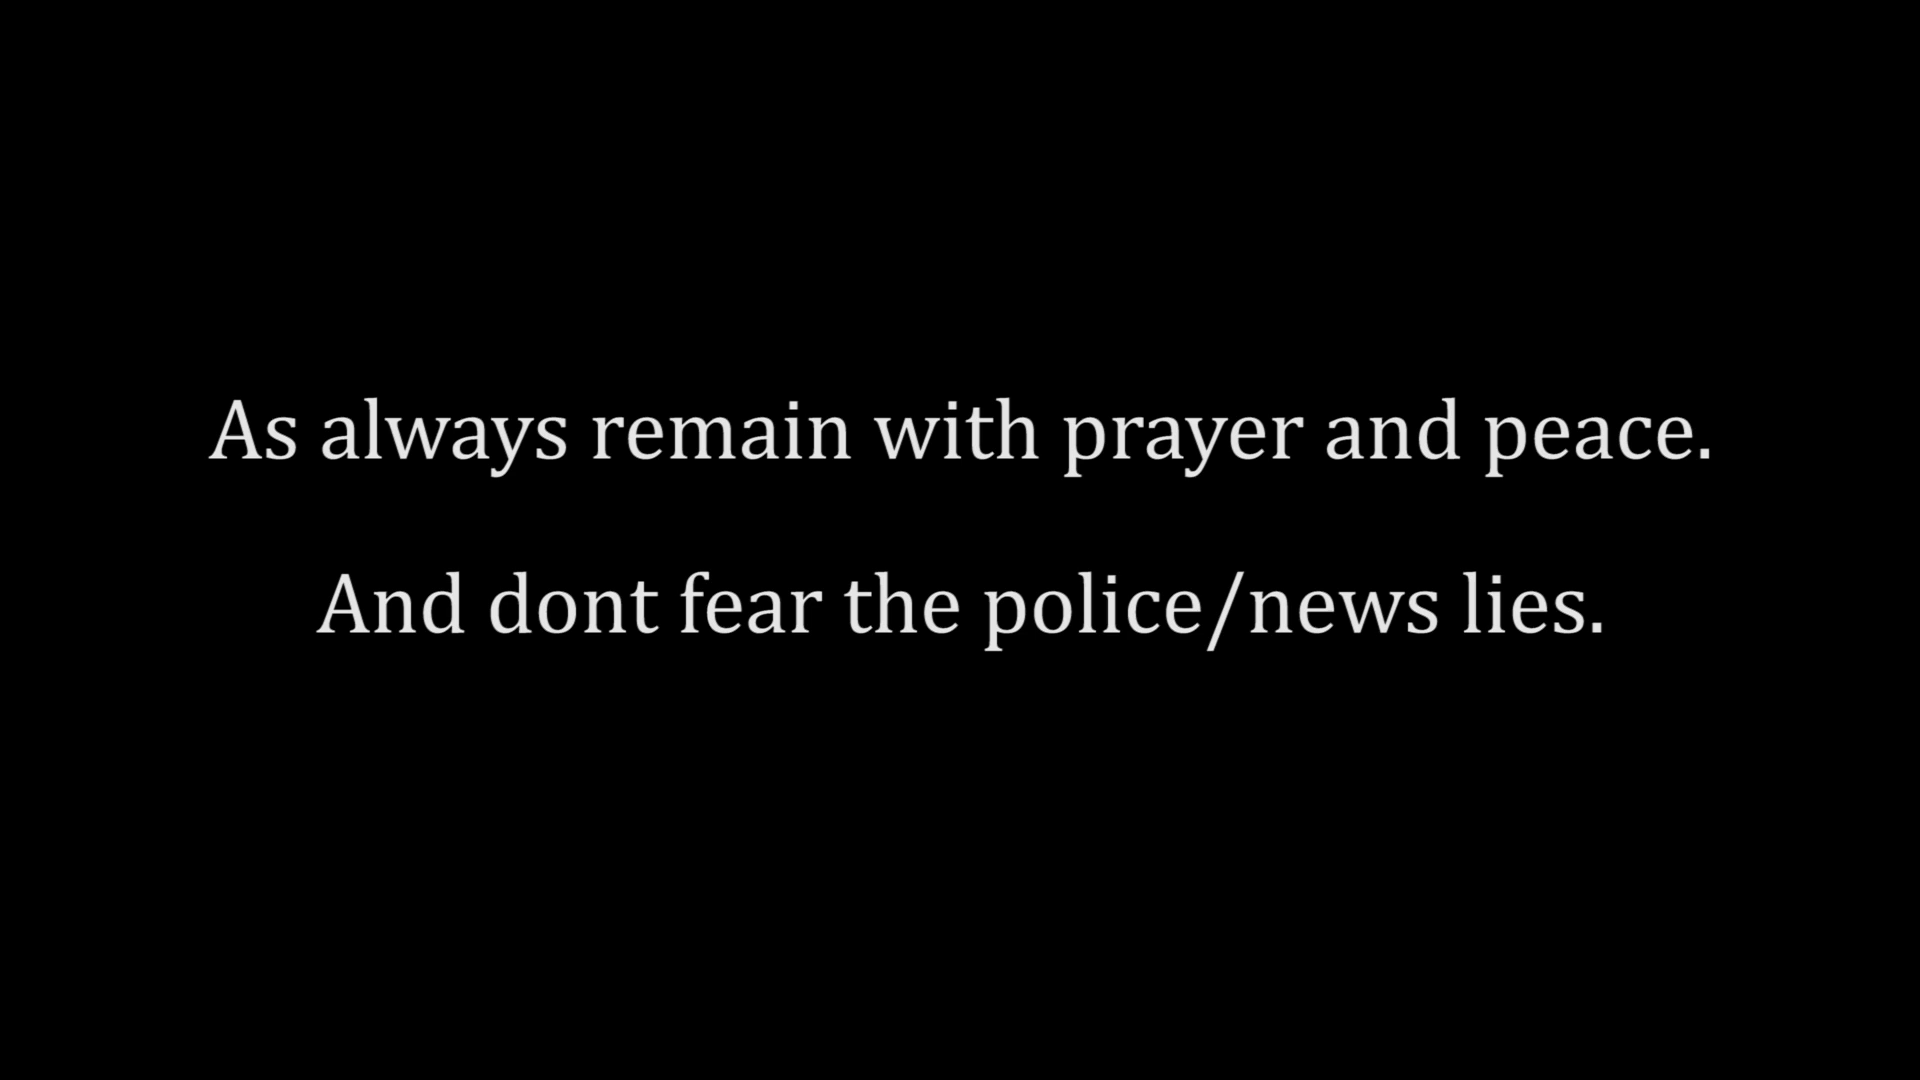 As always remain with prayer and peace.
And dont fear the police/news lies.